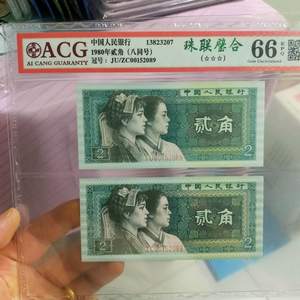 ACG
AI CANG GUARANTY
中国人民银行 13823207
1980年贰角（八同号）
冠号：JU/ZC00152089
珠联璧合
(☆☆☆)
66 EPQ
中国人民银行
贰角
2
2
中国人民银行
贰角
2
2